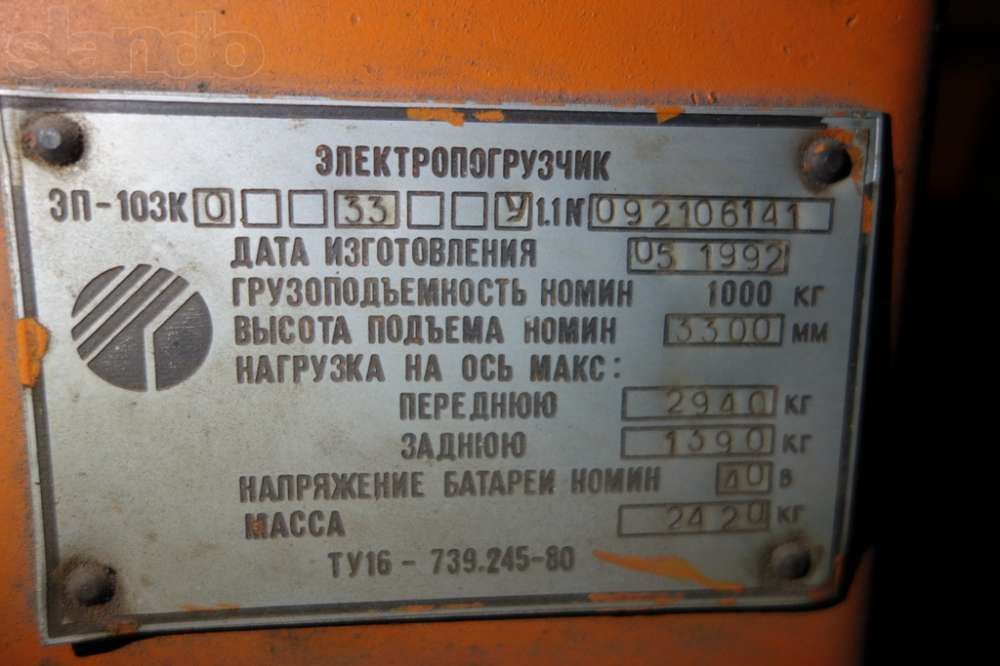 slando
ЭЛЕКТРОПОГРУЗЧИК
ЭП-103К 0 33 У 1.1 N 092106141
ДАТА ИЗГОТОВЛЕНИЯ 05 1992
ГРУЗОПОДЪЕМНОСТЬ НОМИН 1000 КГ
ВЫСОТА ПОДЪЕМА НОМИН 3300 ММ
НАГРУЗКА НА ОСЬ МАКС:
ПЕРЕДНЮЮ 2940 КГ
ЗАДНЮЮ 1390 КГ
НАПРЯЖЕНИЕ БАТАРЕИ НОМИН 40 В
МАССА 2420 КГ
ТУ16 - 739.245-80